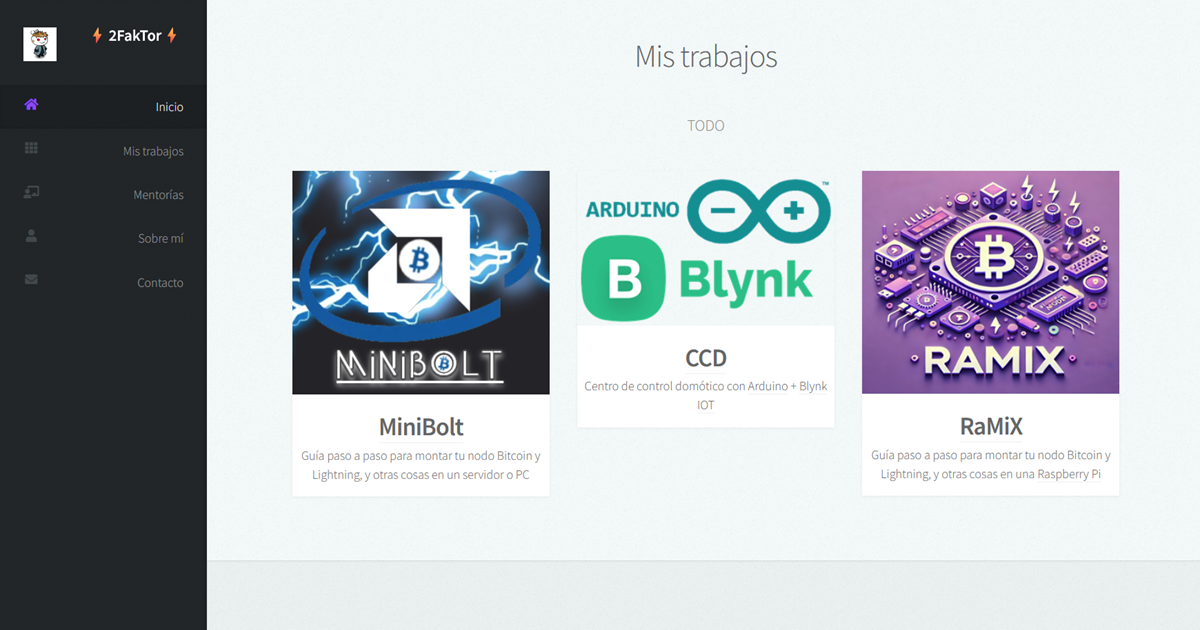 ⚡ 2FakTor ⚡
Inicio
Mis trabajos
Mentorías
Sobre mí
Contacto
Mis trabajos
TODO
MiNiBOLT
MiniBolt
Guía paso a paso para montar tu nodo Bitcoin y
Lightning, y otras cosas en un servidor o PC
ARDUINO
TM
B Blynk
CCD
Centro de control domótico con Arduino + Blynk
IOT
RAMIX
RaMiX
Guía paso a paso para montar tu nodo Bitcoin y
Lightning, y otras cosas en una Raspberry Pi